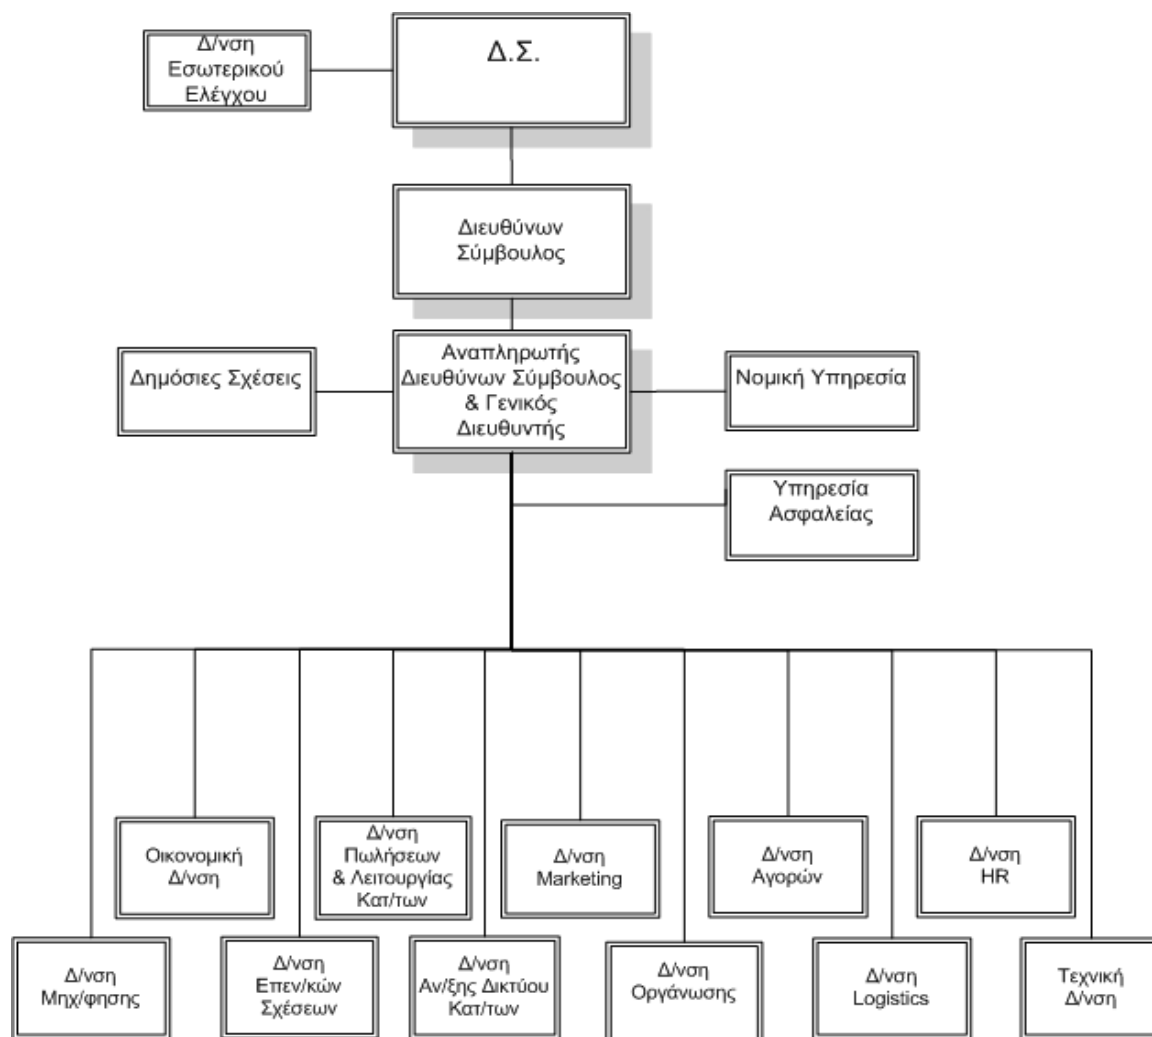 Δ/νση
Εσωτερικού
Ελέγχου
Δ.Σ.
Διευθύνων
Σύμβουλος
Δημόσιες Σχέσεις
Αναπληρωτής
Διευθύνων Σύμβουλος
& Γενικός
Διευθυντής
Νομική Υπηρεσία
Υπηρεσία
Ασφαλείας
Οικονομική
Δ/νση
Δ/νση
Πωλήσεων
& Λειτουργίας
Κατ/των
Δ/νση
Marketing
Δ/νση
Αγορών
Δ/νση
HR
Δ/νση
Μηχ/φησης
Δ/νση
Επεν/κών
Σχέσεων
Δ/νση
Αν/ξης Δικτύου
Κατ/των
Δ/νση
Οργάνωσης
Δ/νση
Logistics
Τεχνική
Δ/νση